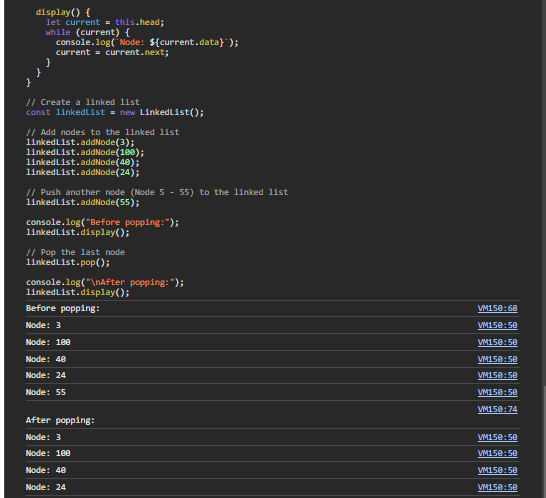 display() {
let current = this.head;
while (current) {
console.log(`Node: ${current.data}`);
current = current.next;
}
}
}
// Create a linked list
const linkedList = new LinkedList();
// Add nodes to the linked list
linkedList.addNode(3);
linkedList.addNode(100);
linkedList.addNode(40);
linkedList.addNode(24);
// Push another node (Node 5 - 55) to the linked list
linkedList.addNode(55);
console.log("Before popping:");
linkedList.display();
// Pop the last node
linkedList.pop();
console.log("\nAfter popping:");
linkedList.display();
Before popping: VM150:68
Node: 3 VM150:50
Node: 100 VM150:50
Node: 40 VM150:50
Node: 24 VM150:50
Node: 55 VM150:50
VM150:74
After popping:
Node: 3 VM150:50
Node: 100 VM150:50
Node: 40 VM150:50
Node: 24 VM150:50